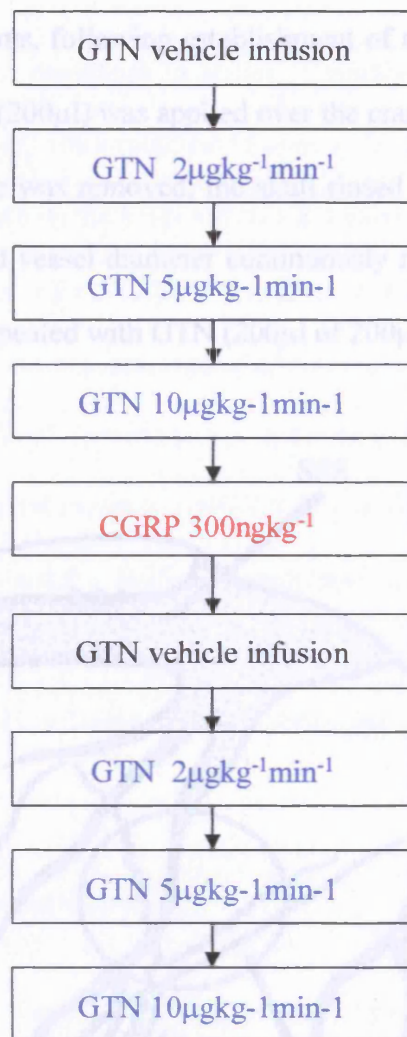 GTN vehicle infusion
GTN 2µgkg⁻¹min⁻¹
GTN 5µgkg-1min-1
GTN 10µgkg-1min-1
CGRP 300ngkg⁻¹
GTN vehicle infusion
GTN 2µgkg⁻¹min⁻¹
GTN 5µgkg-1min-1
GTN 10µgkg-1min-1